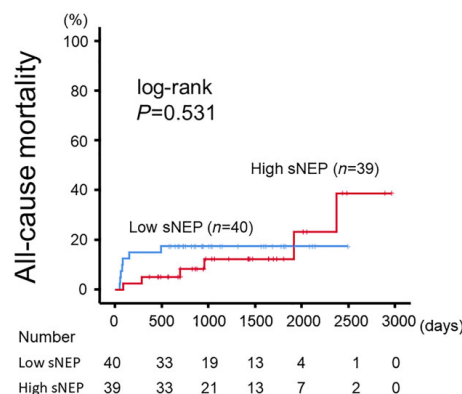 (%)
100
80
60
40
20
0
All-cause mortality
log-rank
P=0.531
High sNEP (n=39)
Low sNEP (n=40)
0 500 1000 1500 2000 2500 3000 (days)
Number
Low sNEP 40 33 19 13 4 1 0
High sNEP 39 33 21 13 7 2 0